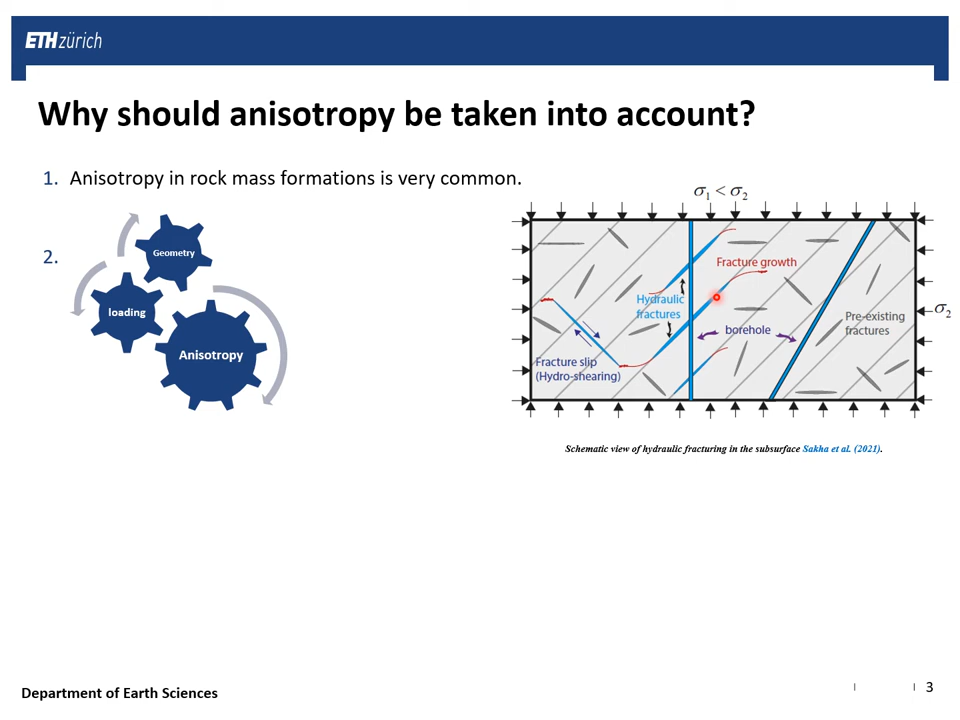 ETH zürich
Why should anisotropy be taken into account?
1. Anisotropy in rock mass formations is very common.
2.
Geometry
loading
Anisotropy
σ1 < σ2
Fracture growth
Hydraulic
fractures
σ2
Pre-existing
fractures
borehole
Fracture slip
(Hydro-shearing)
Schematic view of hydraulic fracturing in the subsurface Sakha et al. (2021).
Department of Earth Sciences
3